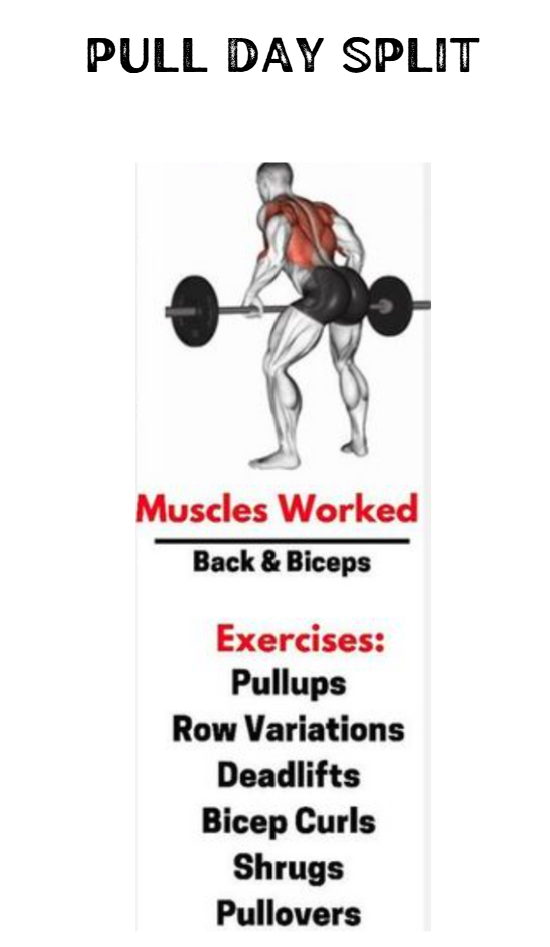 PULL DAY SPLIT
Muscles Worked
Back & Biceps
Exercises:
Pullups
Row Variations
Deadlifts
Bicep Curls
Shrugs
Pullovers